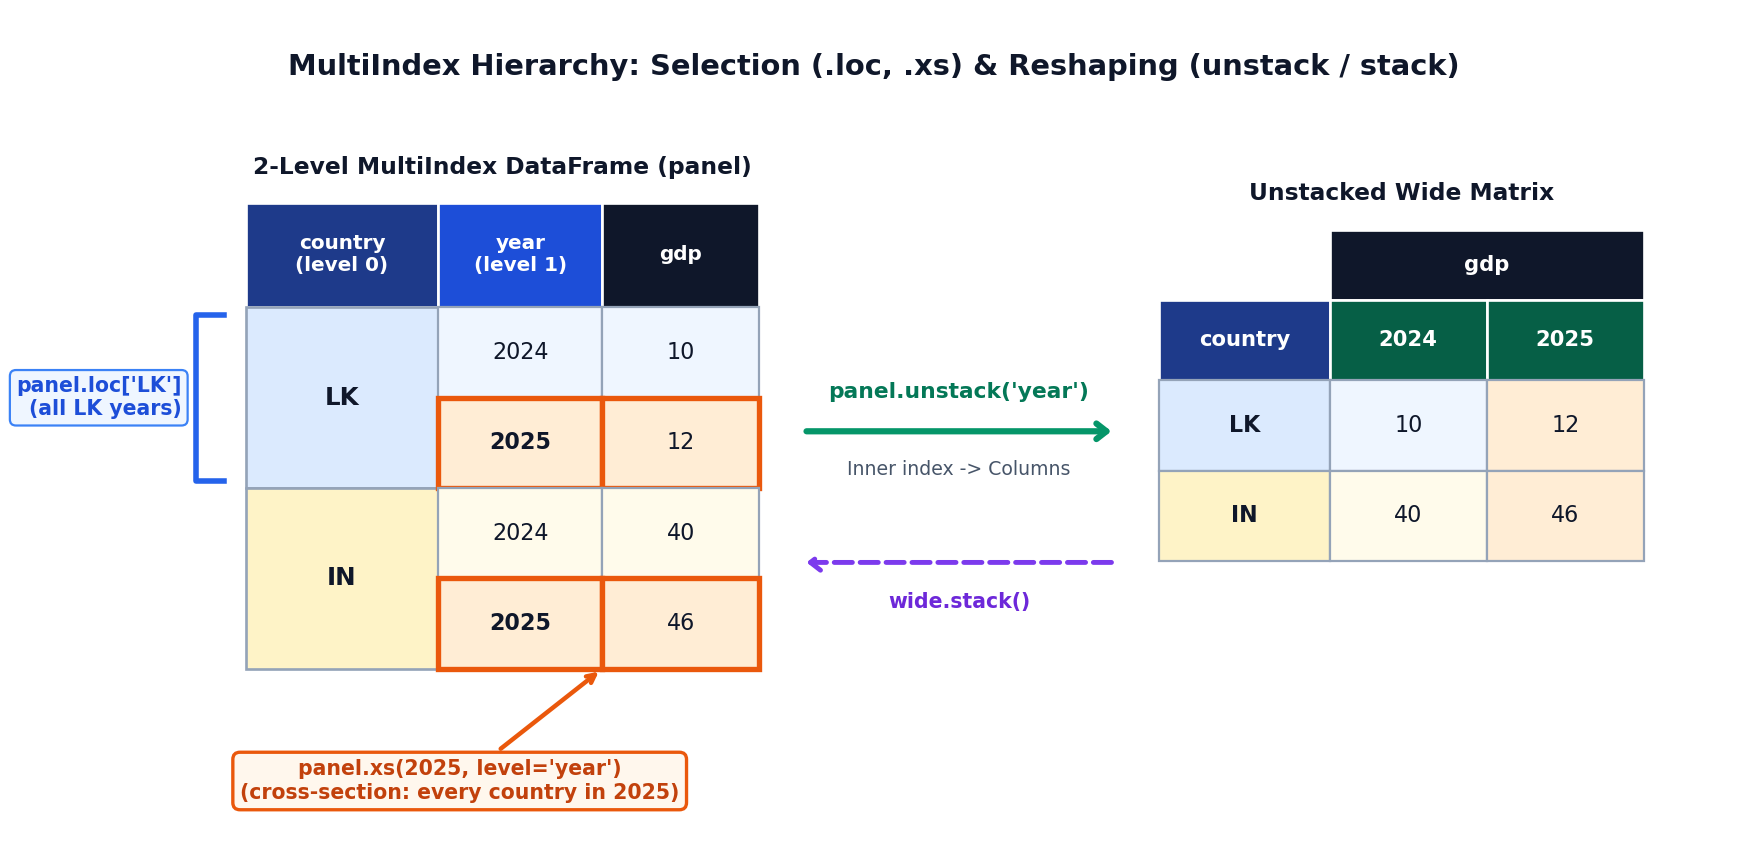 MultiIndex Hierarchy: Selection (.loc, .xs) & Reshaping (unstack / stack)
2-Level MultiIndex DataFrame (panel)
country
(level 0)
year
(level 1)
gdp
LK
2024
10
2025
12
IN
2024
40
2025
46
panel.loc['LK']
(all LK years)
panel.xs(2025, level='year')
(cross-section: every country in 2025)
panel.unstack('year')
Inner index -> Columns
wide.stack()
Unstacked Wide Matrix
gdp
country
2024
2025
LK
10
12
IN
40
46